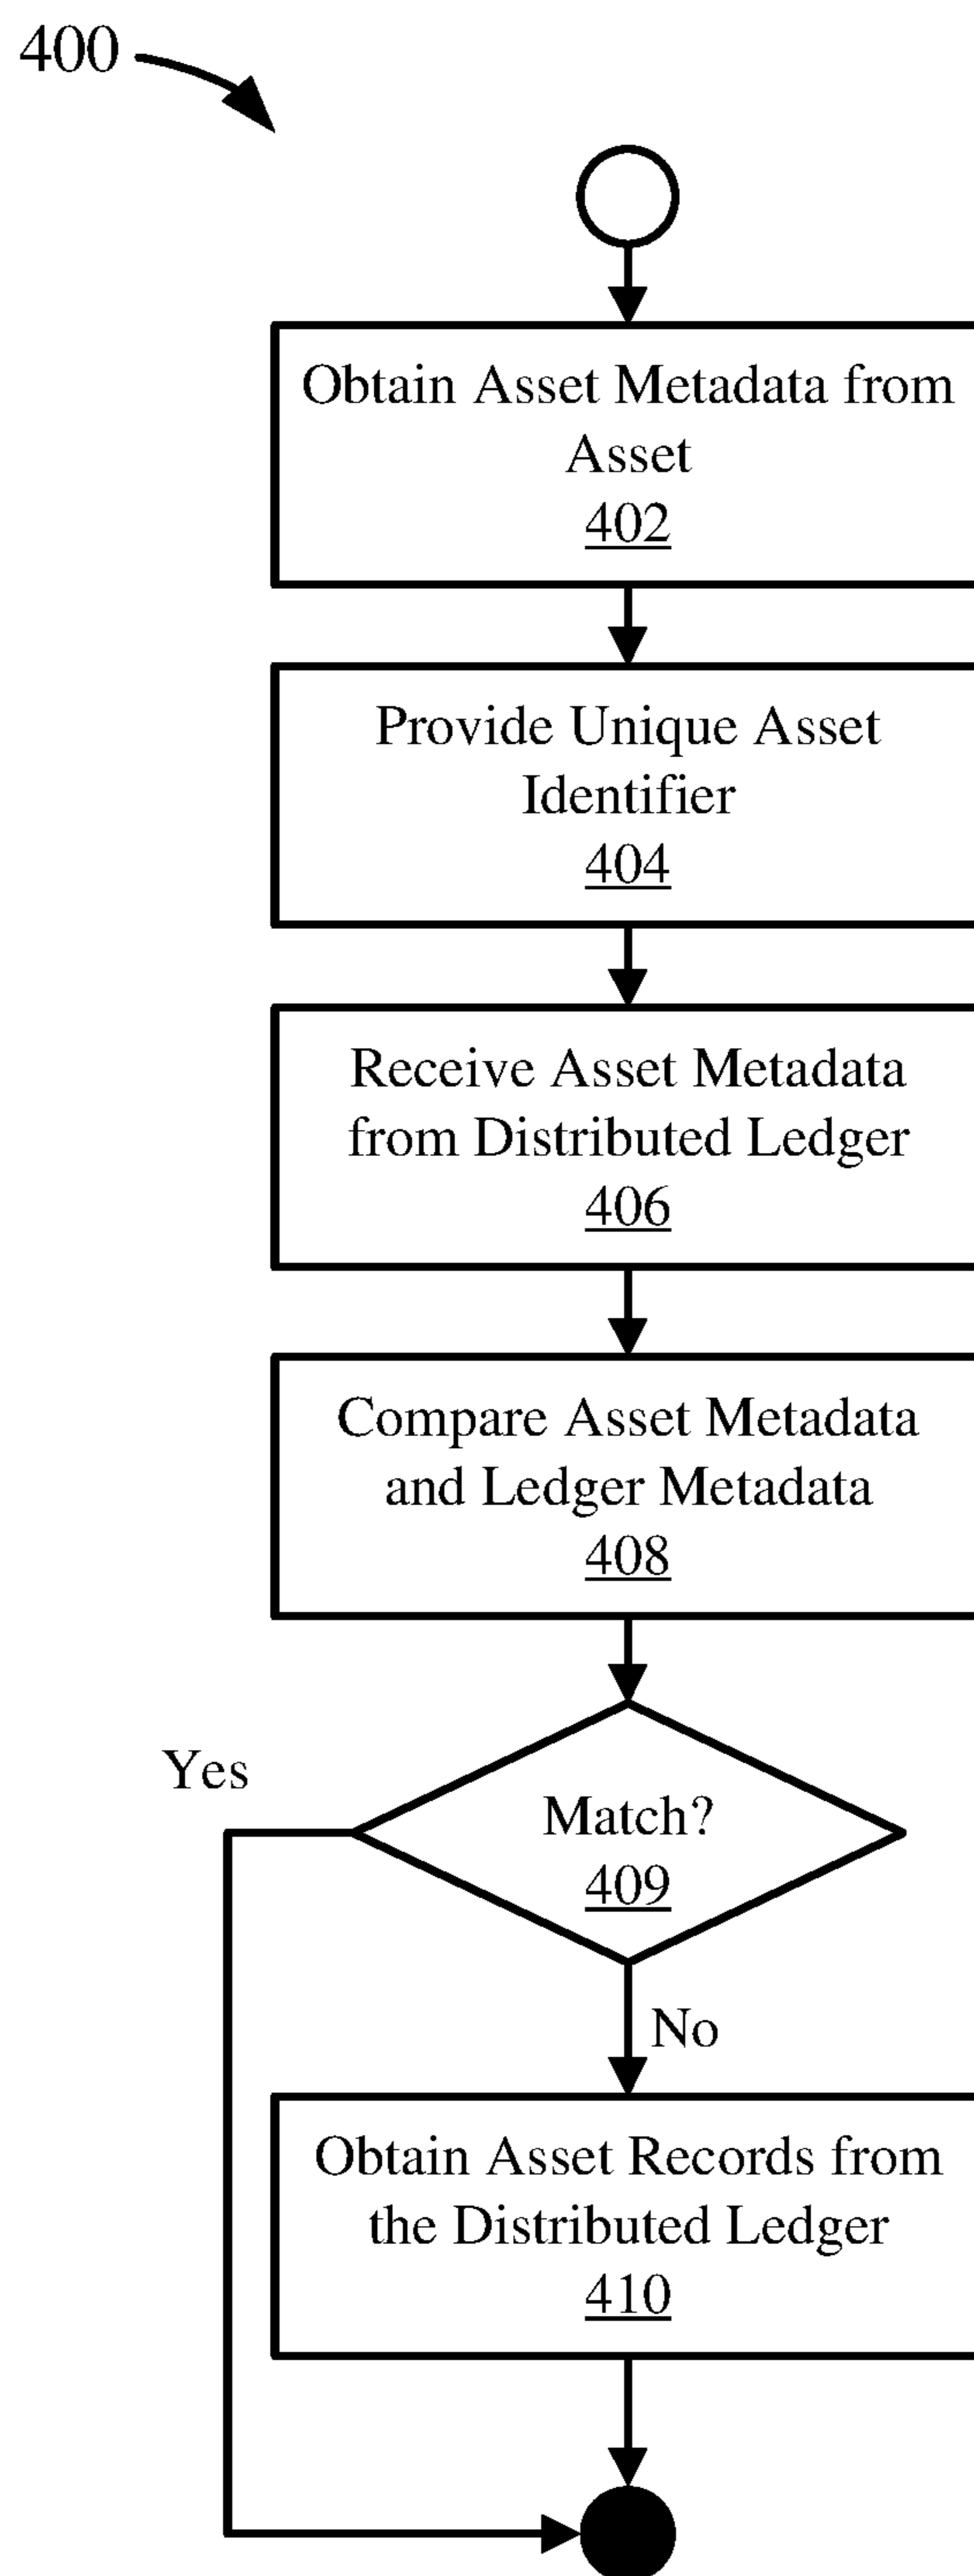 400
Obtain Asset Metadata from
Asset
402
Provide Unique Asset
Identifier
404
Receive Asset Metadata
from Distributed Ledger
406
Compare Asset Metadata
and Ledger Metadata
408
Yes
Match?
409
No
Obtain Asset Records from
the Distributed Ledger
410